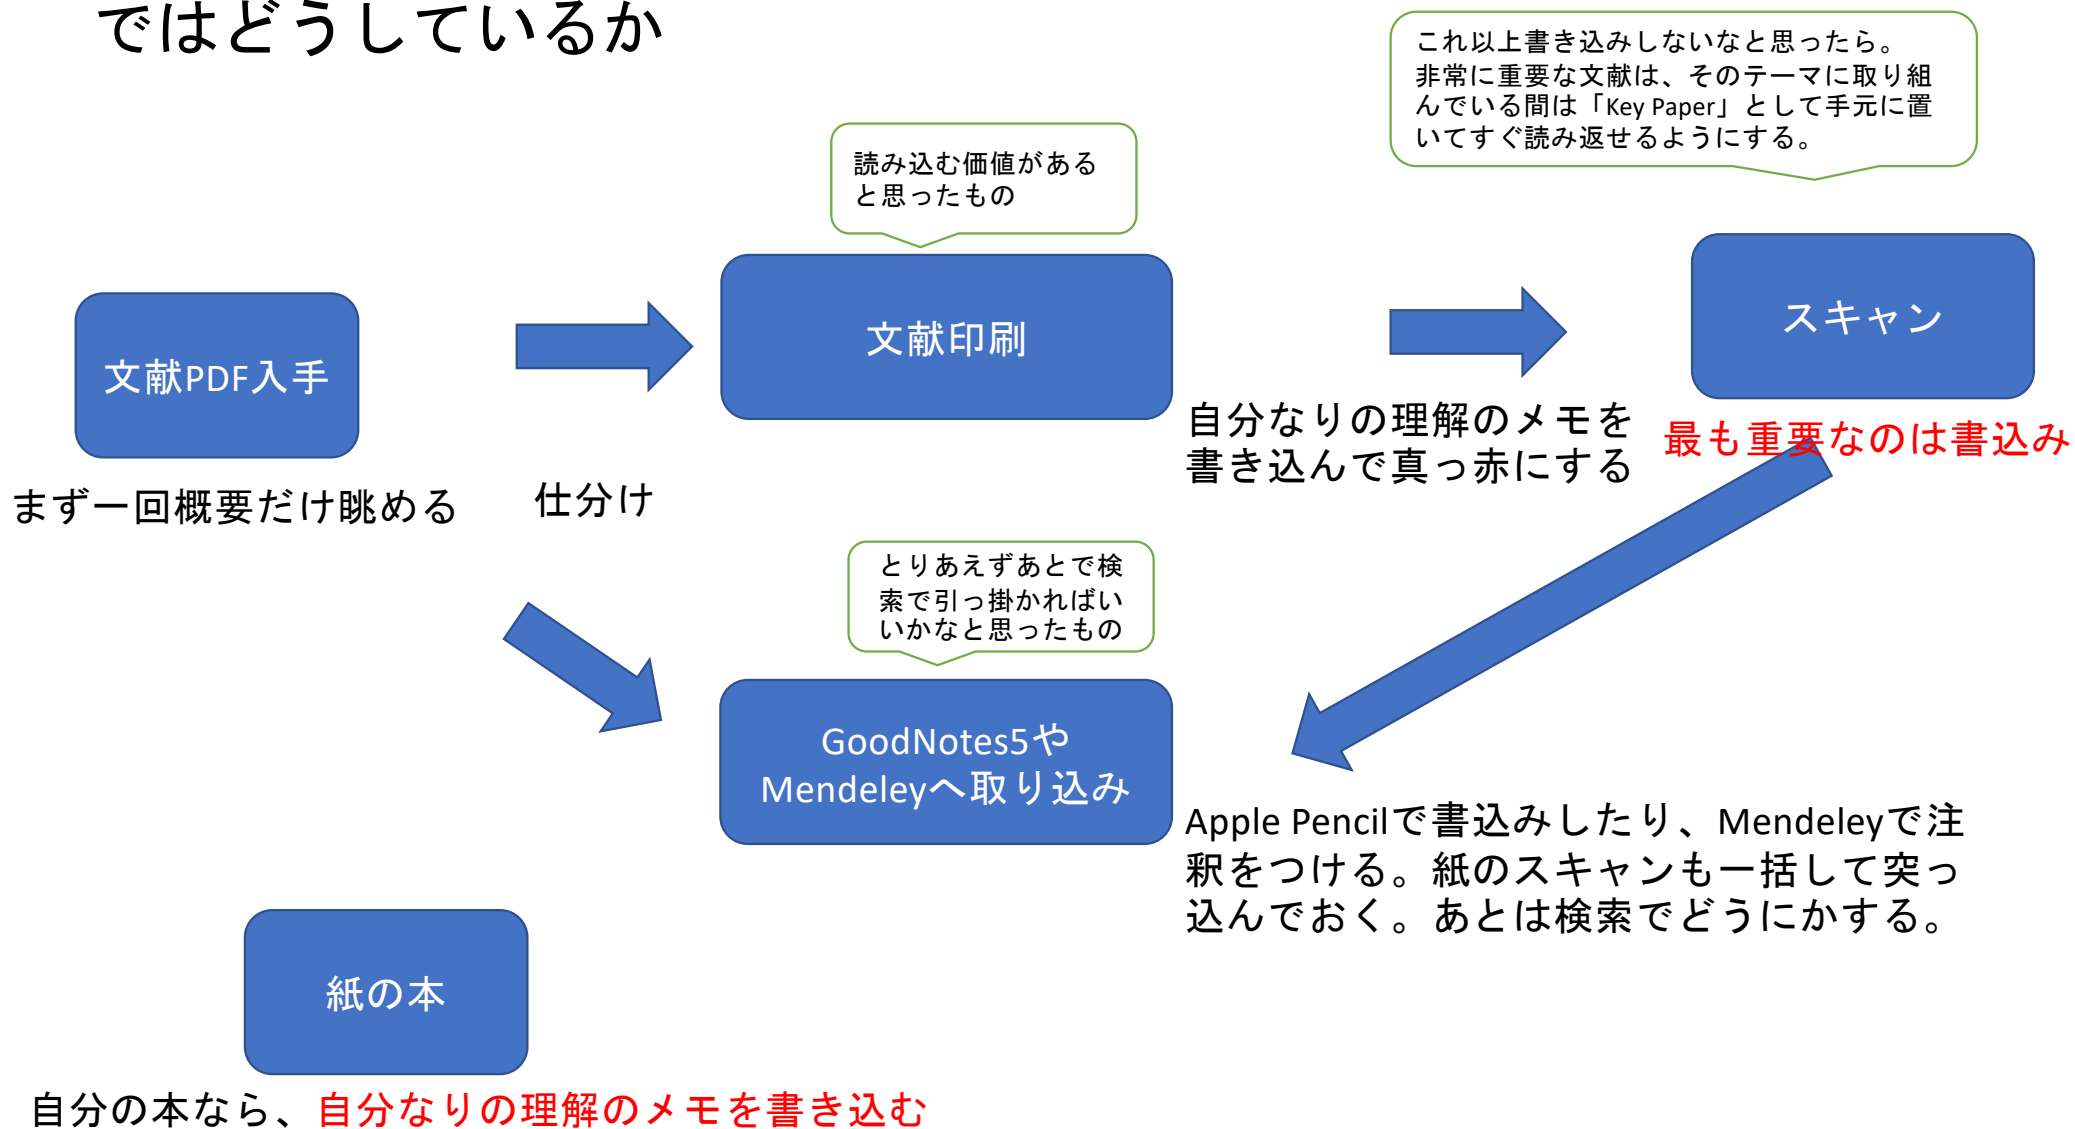 ではどうしているか
これ以上書き込みしないなと思ったら。
非常に重要な文献は、そのテーマに取り組
んでいる間は「Key Paper」として手元に置
いてすぐ読み返せるようにする。
読み込む価値がある
と思ったもの
文献PDF入手
文献印刷
スキャン
まず一回概要だけ眺める
仕分け
自分なりの理解のメモを
書き込んで真っ赤にする
最も重要なのは書込み
とりあえずあとで検
索で引っ掛かればい
いかなと思ったもの
GoodNotes5や
Mendeleyへ取り込み
Apple Pencilで書込みしたり、Mendeleyで注
釈をつける。紙のスキャンも一括して突っ
込んでおく。あとは検索でどうにかする。
紙の本
自分の本なら、自分なりの理解のメモを書き込む